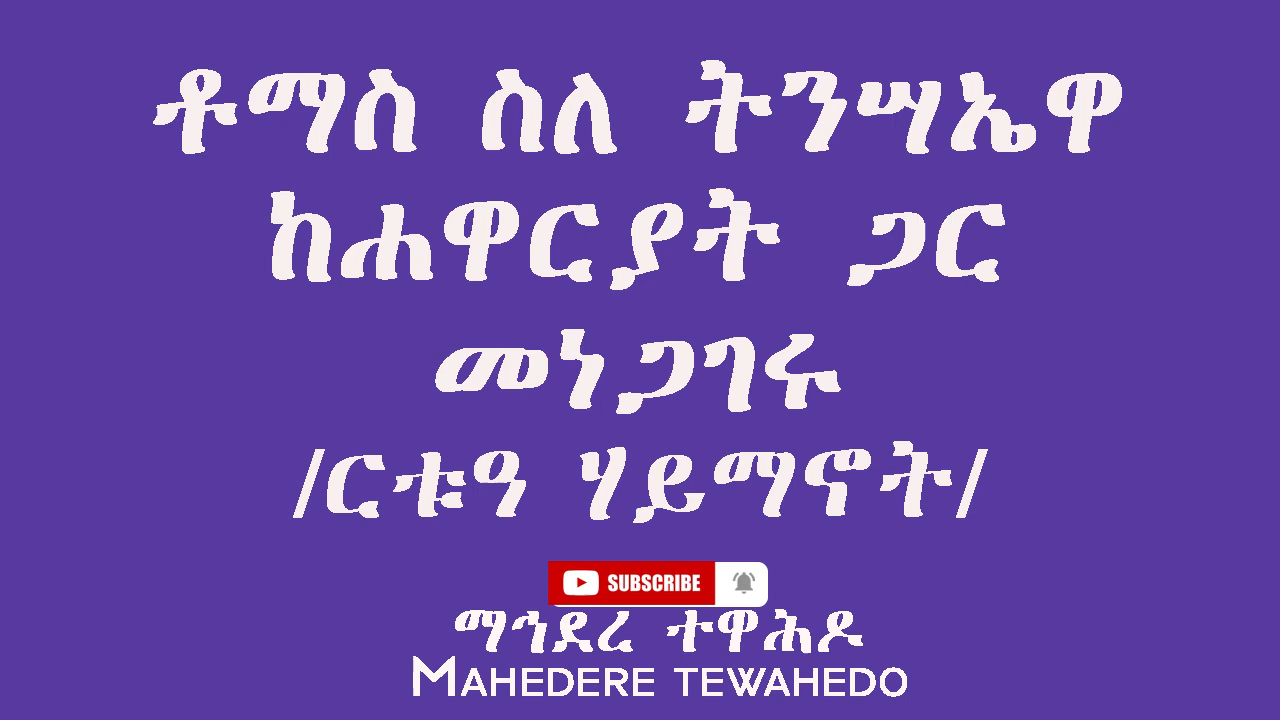 ቶማስ ስለ ትንሣኤዋ
ከሐዋርያት ጋር
መነጋገሩ
/ርቱዓ ሃይማኖት/
SUBSCRIBE
ማኅደረ ተዋሕዶ
MAHEDERE TEWAHEDO